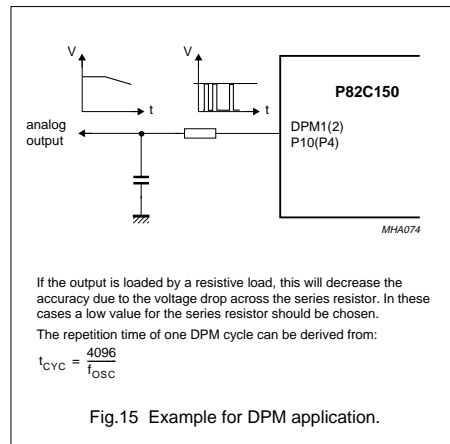 V
V
P82C150
t
t
analog
output
DPM1(2)
P10(P4)
MHA074
If the output is loaded by a resistive load, this will decrease the
accuracy due to the voltage drop across the series resistor. In these
cases a low value for the series resistor should be chosen.
The repetition time of one DPM cycle can be derived from:
tCYC = 4096 / fOSC
Fig.15 Example for DPM application.